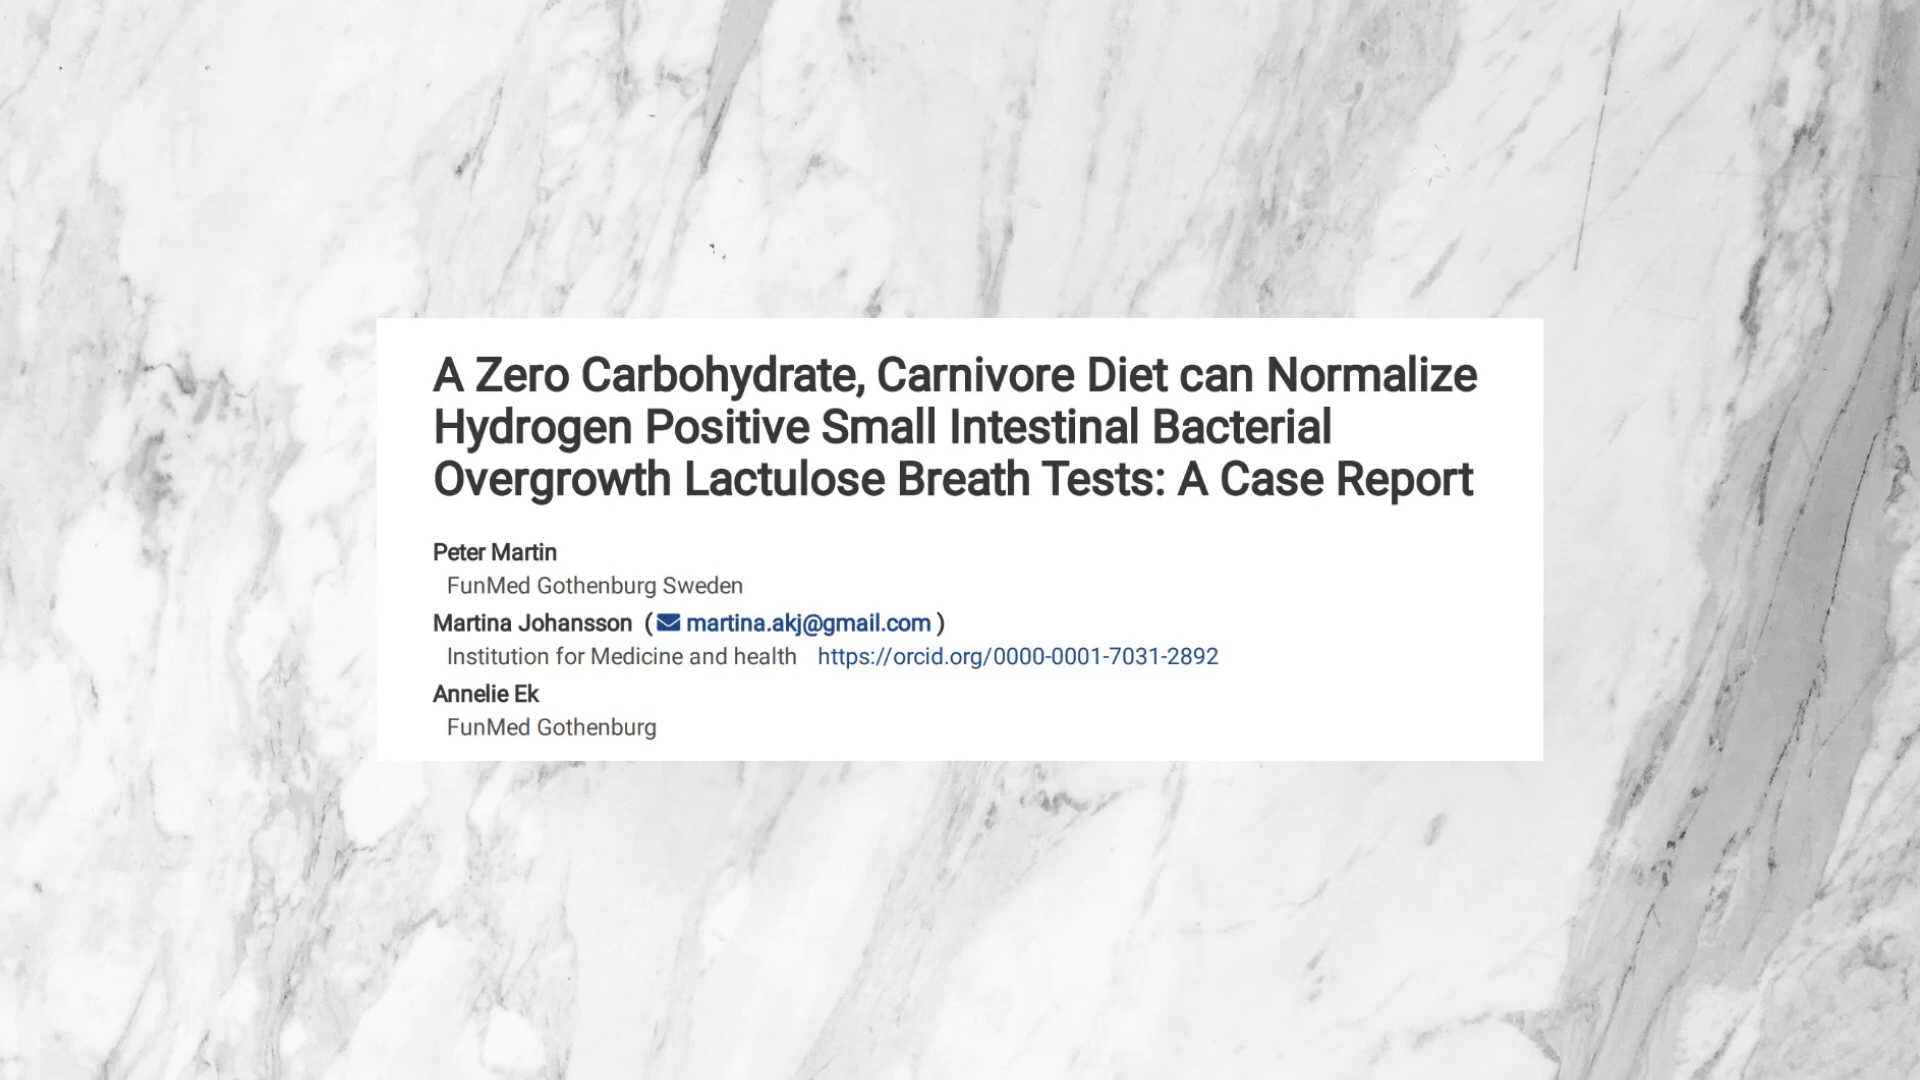 A Zero Carbohydrate, Carnivore Diet can Normalize
Hydrogen Positive Small Intestinal Bacterial
Overgrowth Lactulose Breath Tests: A Case Report
Peter Martin
FunMed Gothenburg Sweden
Martina Johansson ( martina.akj@gmail.com )
Institution for Medicine and health https://orcid.org/0000-0001-7031-2892
Annelie Ek
FunMed Gothenburg